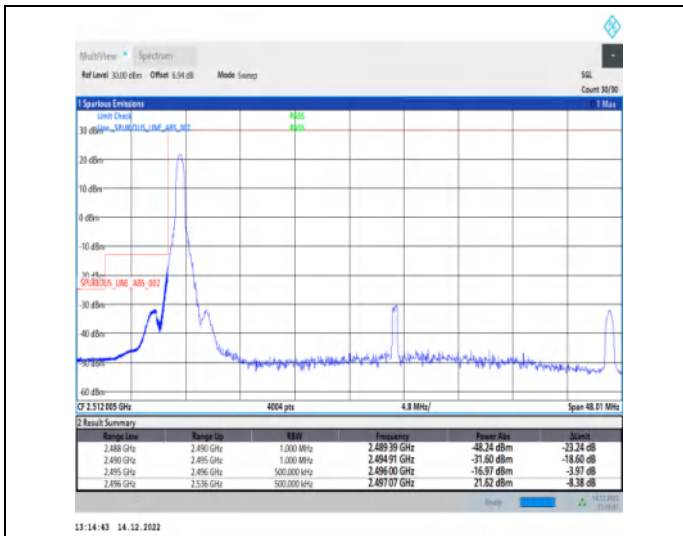 MultiView Spectrum
Ref Level 30.00 dBm Offset 6.94 dB Mode Sweep SGL
Count 30/30
1 Spurious Emissions 1 Max
Limit Check PASS
Line _SPURIOUS_LINE_ABS_002 PASS
30 dBm
20 dBm
10 dBm
0 dBm
-10 dBm
-20 dBm
_SPURIOUS_LINE_ABS_002
-30 dBm
-40 dBm
-50 dBm
-60 dBm
CF 2.512 005 GHz 4004 pts 4.8 MHz/ Span 48.01 MHz
2 Result Summary
Range Low Range Up RBW Frequency Power Abs ΔLimit
2.488 GHz 2.490 GHz 1.000 MHz 2.489 39 GHz -48.24 dBm -23.24 dB
2.490 GHz 2.495 GHz 1.000 MHz 2.494 91 GHz -31.60 dBm -18.60 dB
2.495 GHz 2.496 GHz 500.000 kHz 2.496 00 GHz -16.97 dBm -3.97 dB
2.496 GHz 2.536 GHz 500.000 kHz 2.497 07 GHz 21.62 dBm -8.38 dB
Ready 14.12.2022
13:14:43 14.12.2022